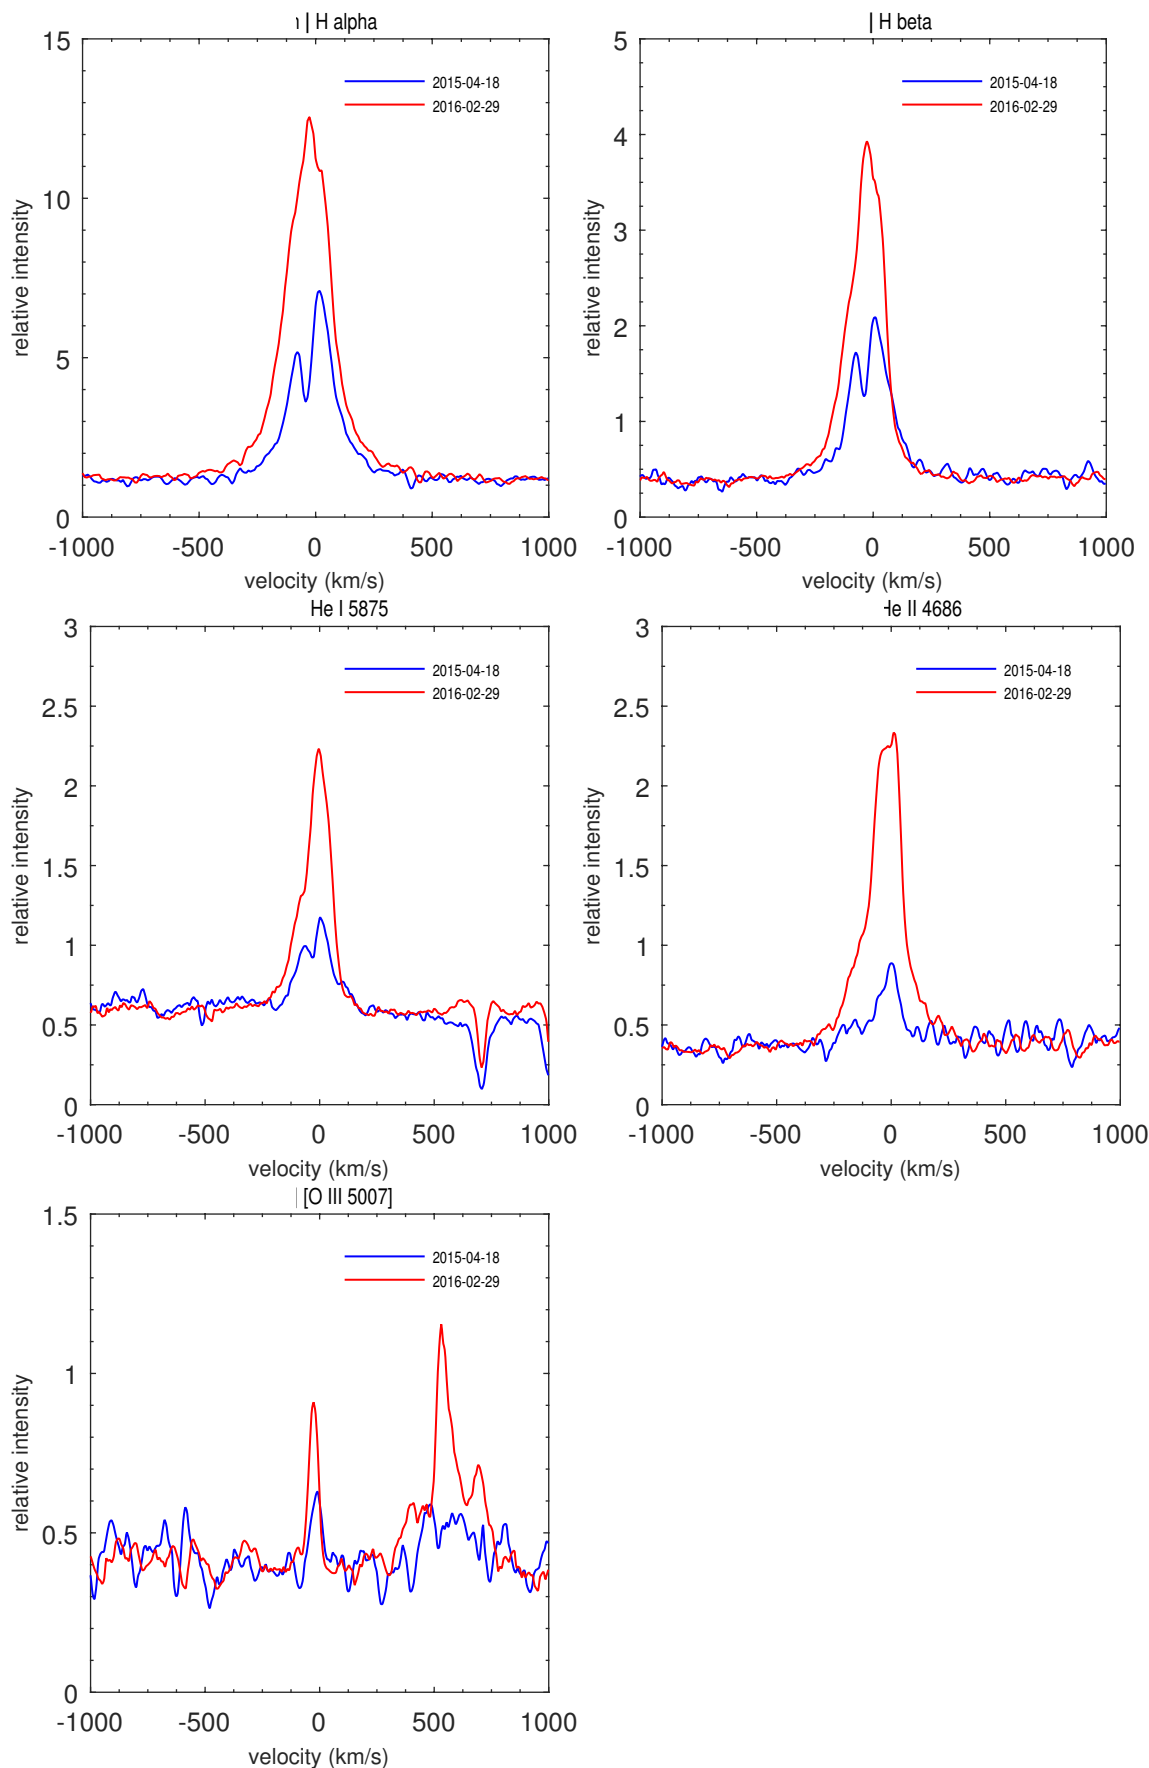 | H alpha
15
10
5
0
2015-04-18
2016-02-29
relative intensity
-1000 -500 0 500 1000
velocity (km/s)
| H beta
5
4
3
2
1
0
2015-04-18
2016-02-29
relative intensity
-1000 -500 0 500 1000
velocity (km/s)
He I 5875
3
2.5
2
1.5
1
0.5
0
2015-04-18
2016-02-29
relative intensity
-1000 -500 0 500 1000
velocity (km/s)
He II 4686
3
2.5
2
1.5
1
0.5
0
2015-04-18
2016-02-29
relative intensity
-1000 -500 0 500 1000
velocity (km/s)
| [O III 5007]
1.5
1
0.5
0
2015-04-18
2016-02-29
relative intensity
-1000 -500 0 500 1000
velocity (km/s)